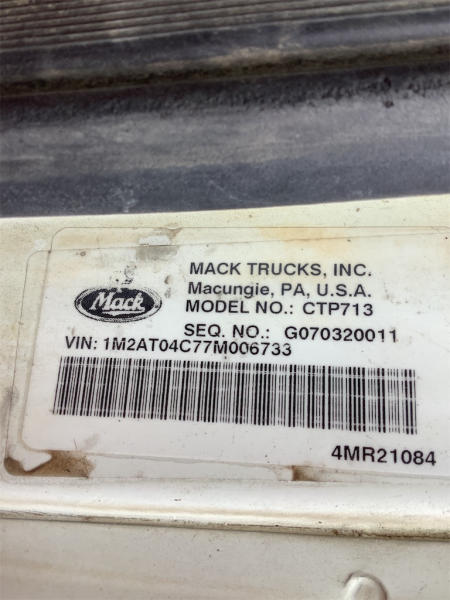 Mack
MACK TRUCKS, INC.
Macungie, PA, U.S.A.
MODEL NO.: CTP713
SEQ. NO.: G070320011
VIN: 1M2AT04C77M006733
4MR21084